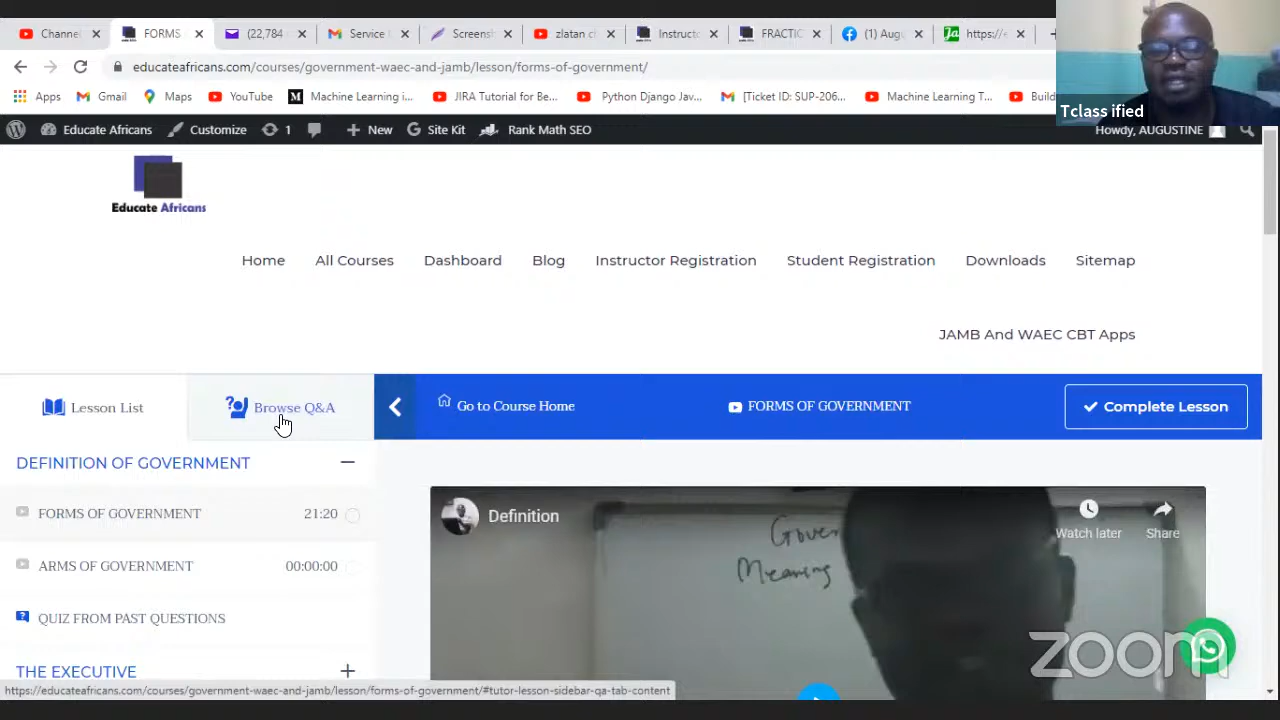 Channel
FORMS
(22,784
Service
Screensh
zlatan c
Instructo
FRACTIC
(1) Augu
https://e
educateafricans.com/courses/government-waec-and-jamb/lesson/forms-of-government/
Apps
Gmail
Maps
YouTube
Machine Learning i...
JIRA Tutorial for Be...
Python Django Jav...
[Ticket ID: SUP-206...
Machine Learning T...
Build
Tclass ified
Educate Africans
Customize
1
New
Site Kit
Rank Math SEO
Howdy, AUGUSTINE
Educate Africans
Home
All Courses
Dashboard
Blog
Instructor Registration
Student Registration
Downloads
Sitemap
JAMB And WAEC CBT Apps
Lesson List
Browse Q&A
Go to Course Home
FORMS OF GOVERNMENT
Complete Lesson
DEFINITION OF GOVERNMENT
FORMS OF GOVERNMENT 21:20
ARMS OF GOVERNMENT 00:00:00
QUIZ FROM PAST QUESTIONS
THE EXECUTIVE
Definition
Watch later
Share
Gover
Meaning
zoom
https://educateafricans.com/courses/government-waec-and-jamb/lesson/forms-of-government/#tutor-lesson-sidebar-qa-tab-content